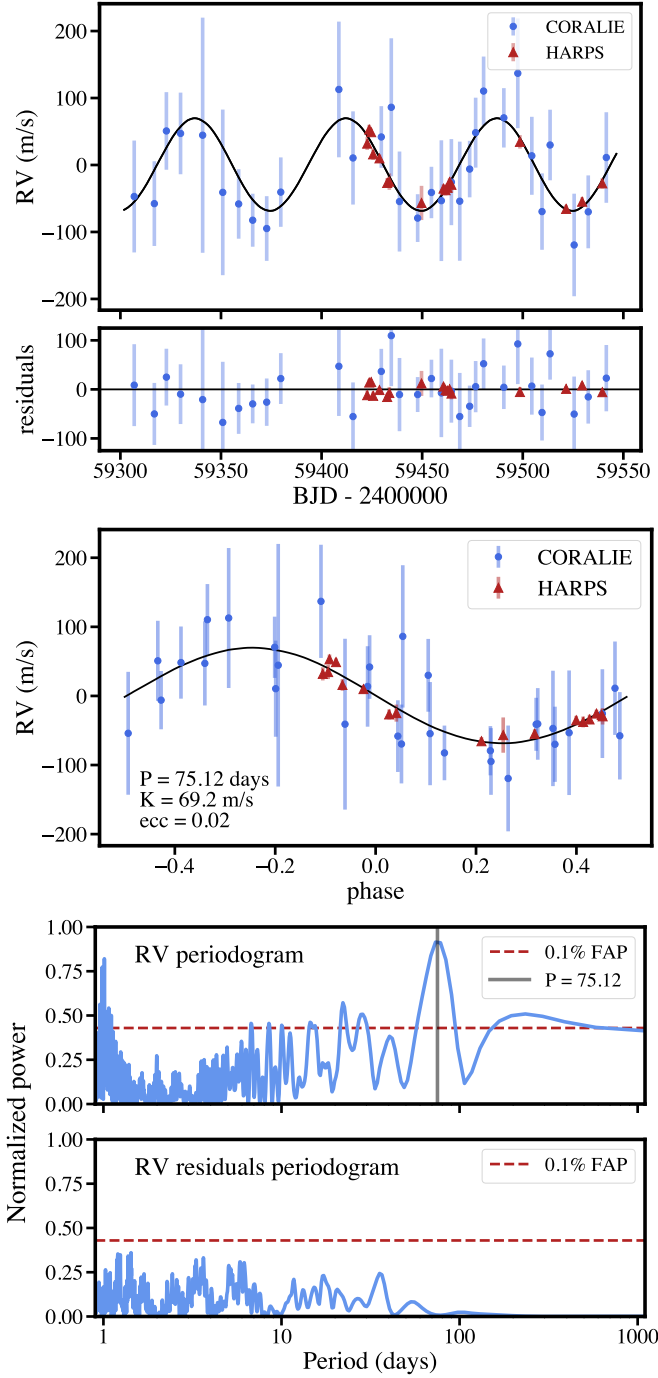 200
100
0
−100
−200
RV (m/s)
CORALIE
HARPS
100
0
−100
residuals
59300
59350
59400
59450
59500
59550
BJD - 2400000
200
100
0
−100
−200
RV (m/s)
CORALIE
HARPS
P = 75.12 days
K = 69.2 m/s
ecc = 0.02
−0.4
−0.2
0.0
0.2
0.4
phase
1.00
0.75
0.50
0.25
0.00
RV periodogram
0.1% FAP
P = 75.12
Normalized power
1.00
0.75
0.50
0.25
0.00
RV residuals periodogram
0.1% FAP
1
10
100
1000
Period (days)